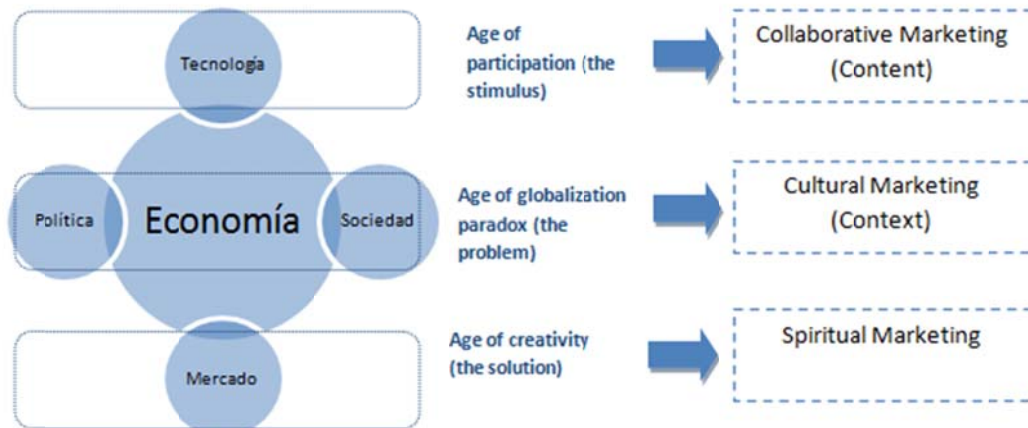 Tecnología
Age of
participation (the
stimulus)
Collaborative Marketing
(Content)
Política
Economía
Sociedad
Age of globalization
paradox (the
problem)
Cultural Marketing
(Context)
Mercado
Age of creativity
(the solution)
Spiritual Marketing